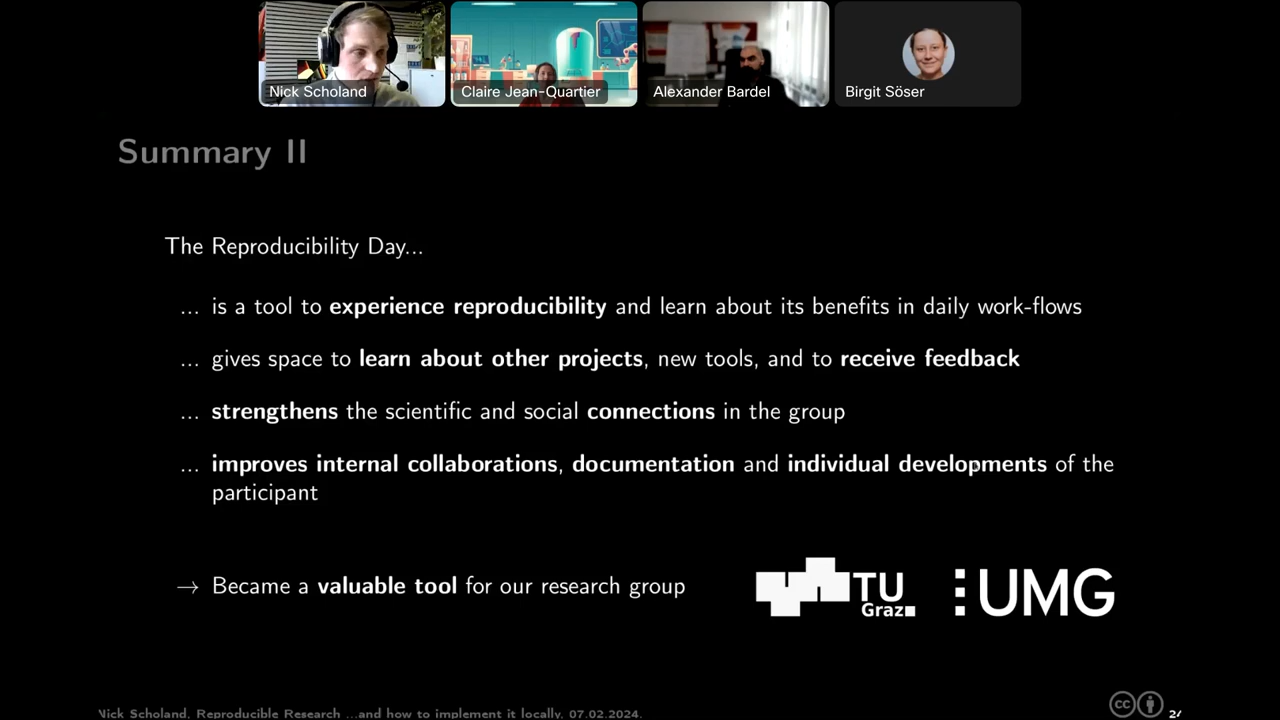 Nick Scholand
Claire Jean-Quartier
Alexander Bardel
Birgit Söser
Summary II
The Reproducibility Day...
... is a tool to experience reproducibility and learn about its benefits in daily work-flows
... gives space to learn about other projects, new tools, and to receive feedback
... strengthens the scientific and social connections in the group
... improves internal collaborations, documentation and individual developments of the
participant
→ Became a valuable tool for our research group
TU
Graz
UMG
Nick Scholand, Reproducible Research ...and how to implement it locally, 07.02.2024.
cc